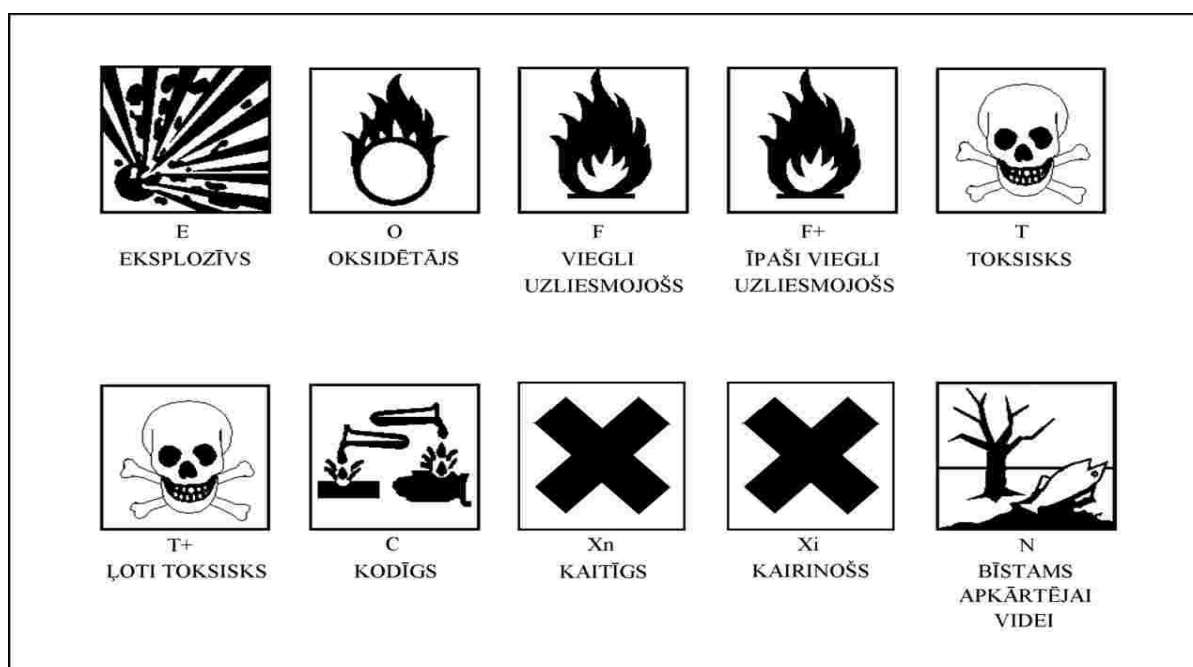 E
EKSPLOZĪVS
O
OKSIDĒTĀJS
F
VIEGLI
UZLIESMOJOŠS
F+
ĪPAŠI VIEGLI
UZLIESMOJOŠS
T
TOKSISKS
T+
ĻOTI TOKSISKS
C
KODĪGS
Xn
KAITĪGS
Xi
KAIRINOŠS
N
BĪSTAMS
APKĀRTĒJAI
VIDEI